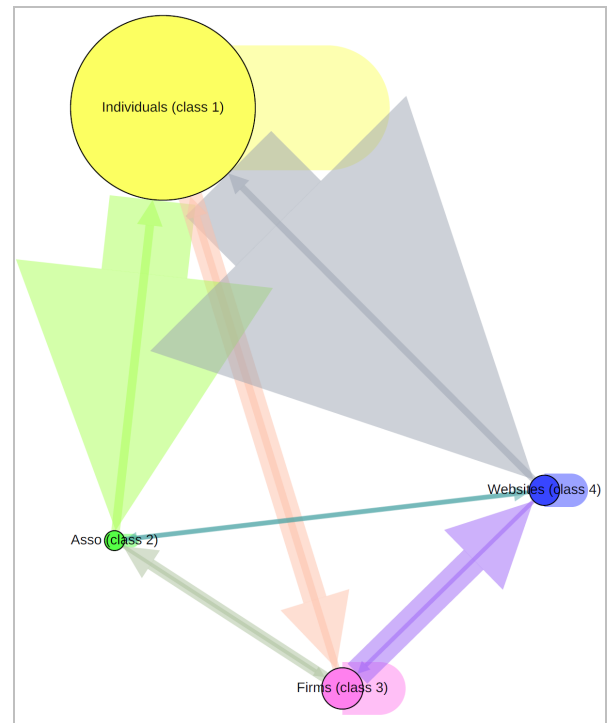 Individuals (class 1)
Websites (class 4)
Asso (class 2)
Firms (class 3)